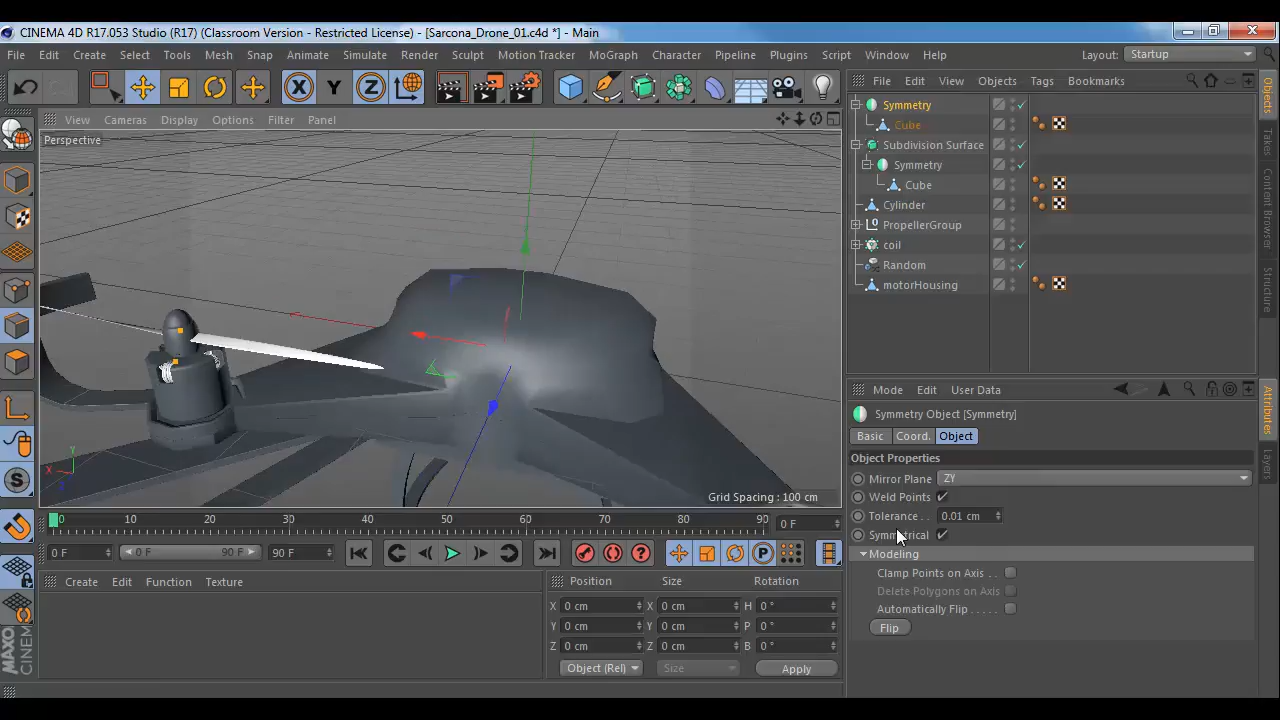 CINEMA 4D R17.053 Studio (R17) (Classroom Version - Restricted License) - [Sarcona_Drone_01.c4d *] - Main
File Edit Create Select Tools Mesh Snap Animate Simulate Render Sculpt Motion Tracker MoGraph Character Pipeline Plugins Script Window Help Layout: Startup
X Y Z
File Edit View Objects Tags Bookmarks
View Cameras Display Options Filter Panel
Perspective
Symmetry
Cube
Subdivision Surface
Symmetry
Cube
Cylinder
PropellerGroup
coil
Random
motorHousing
Objects
Takes
Content Browser
Structure
Y
X
Grid Spacing : 100 cm
Mode Edit User Data
Symmetry Object [Symmetry]
Basic Coord. Object
Object Properties
Mirror Plane ZY
Weld Points
Tolerance . . 0.01 cm
Symmetrical
Modeling
Clamp Points on Axis . .
Delete Polygons on Axis
Automatically Flip . . . . .
Flip
Attributes
Layers
0 10 20 30 40 50 60 70 80 90 0 F
0 F 0 F 90 F 90 F
Create Edit Function Texture
Position Size Rotation
X 0 cm X 0 cm H 0 °
Y 0 cm Y 0 cm P 0 °
Z 0 cm Z 0 cm B 0 °
Object (Rel) Size Apply
MAXO
CINEM